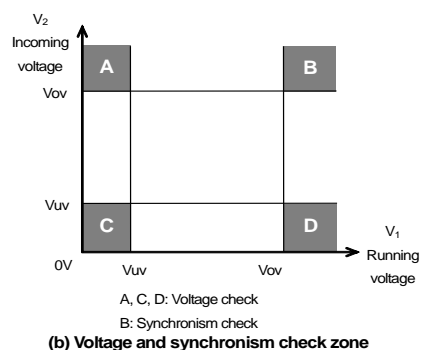 V₂
Incoming
voltage
A
B
Vov
Vuv
C
D
V₁
Running
voltage
0V
Vuv
Vov
A, C, D: Voltage check
B: Synchronism check
(b) Voltage and synchronism check zone